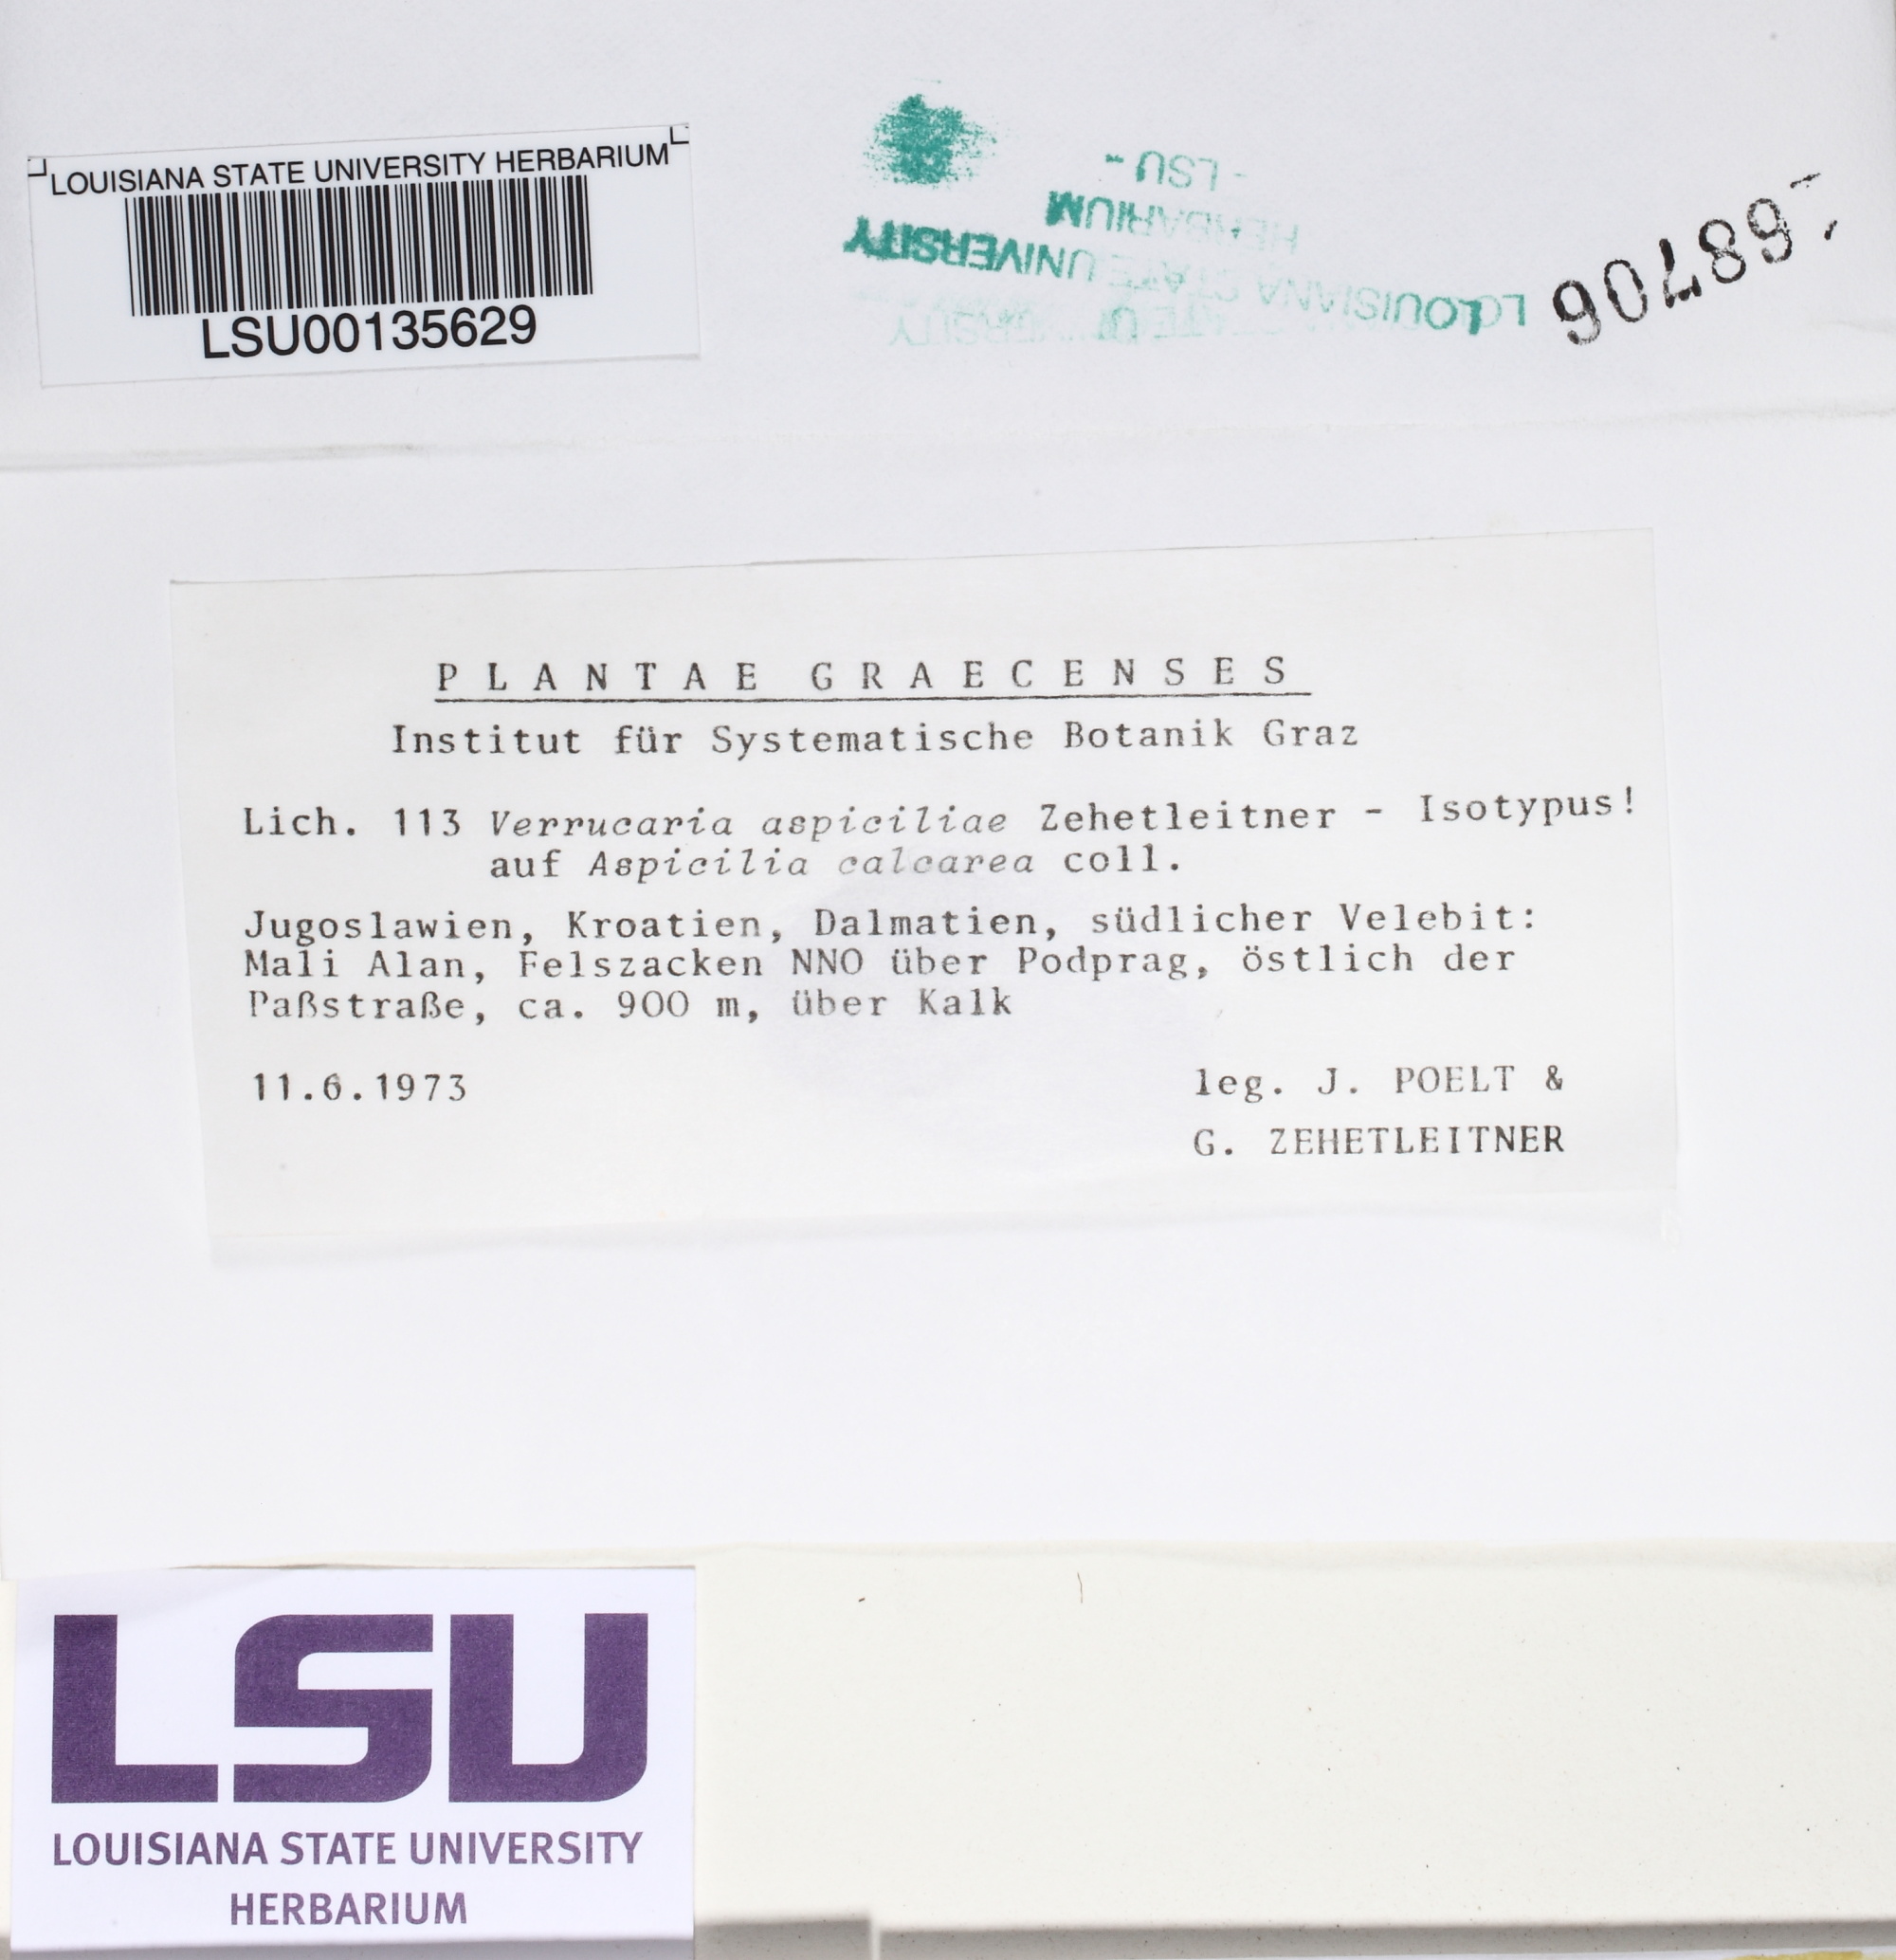 LOUISIANA STATE UNIVERSITY HERBARIUM
LSU00135629
LOUISIANA STATE UNIVERSITY
HERBARIUM
- LSU -
PLANTAE GRAECENSES
Institut für Systematische Botanik Graz
Lich. 113 Verrucaria aspiciliae Zehetleitner - Isotypus!
auf Aspicilia calcarea coll.
Jugoslawien, Kroatien, Dalmatien, südlicher Velebit:
Mali Alan, Felszacken NNO über Podprag, östlich der
Paßstraße, ca. 900 m, über Kalk
11.6.1973
leg. J. POELT &
G. ZEHETLEITNER
LSU
LOUISIANA STATE UNIVERSITY
HERBARIUM